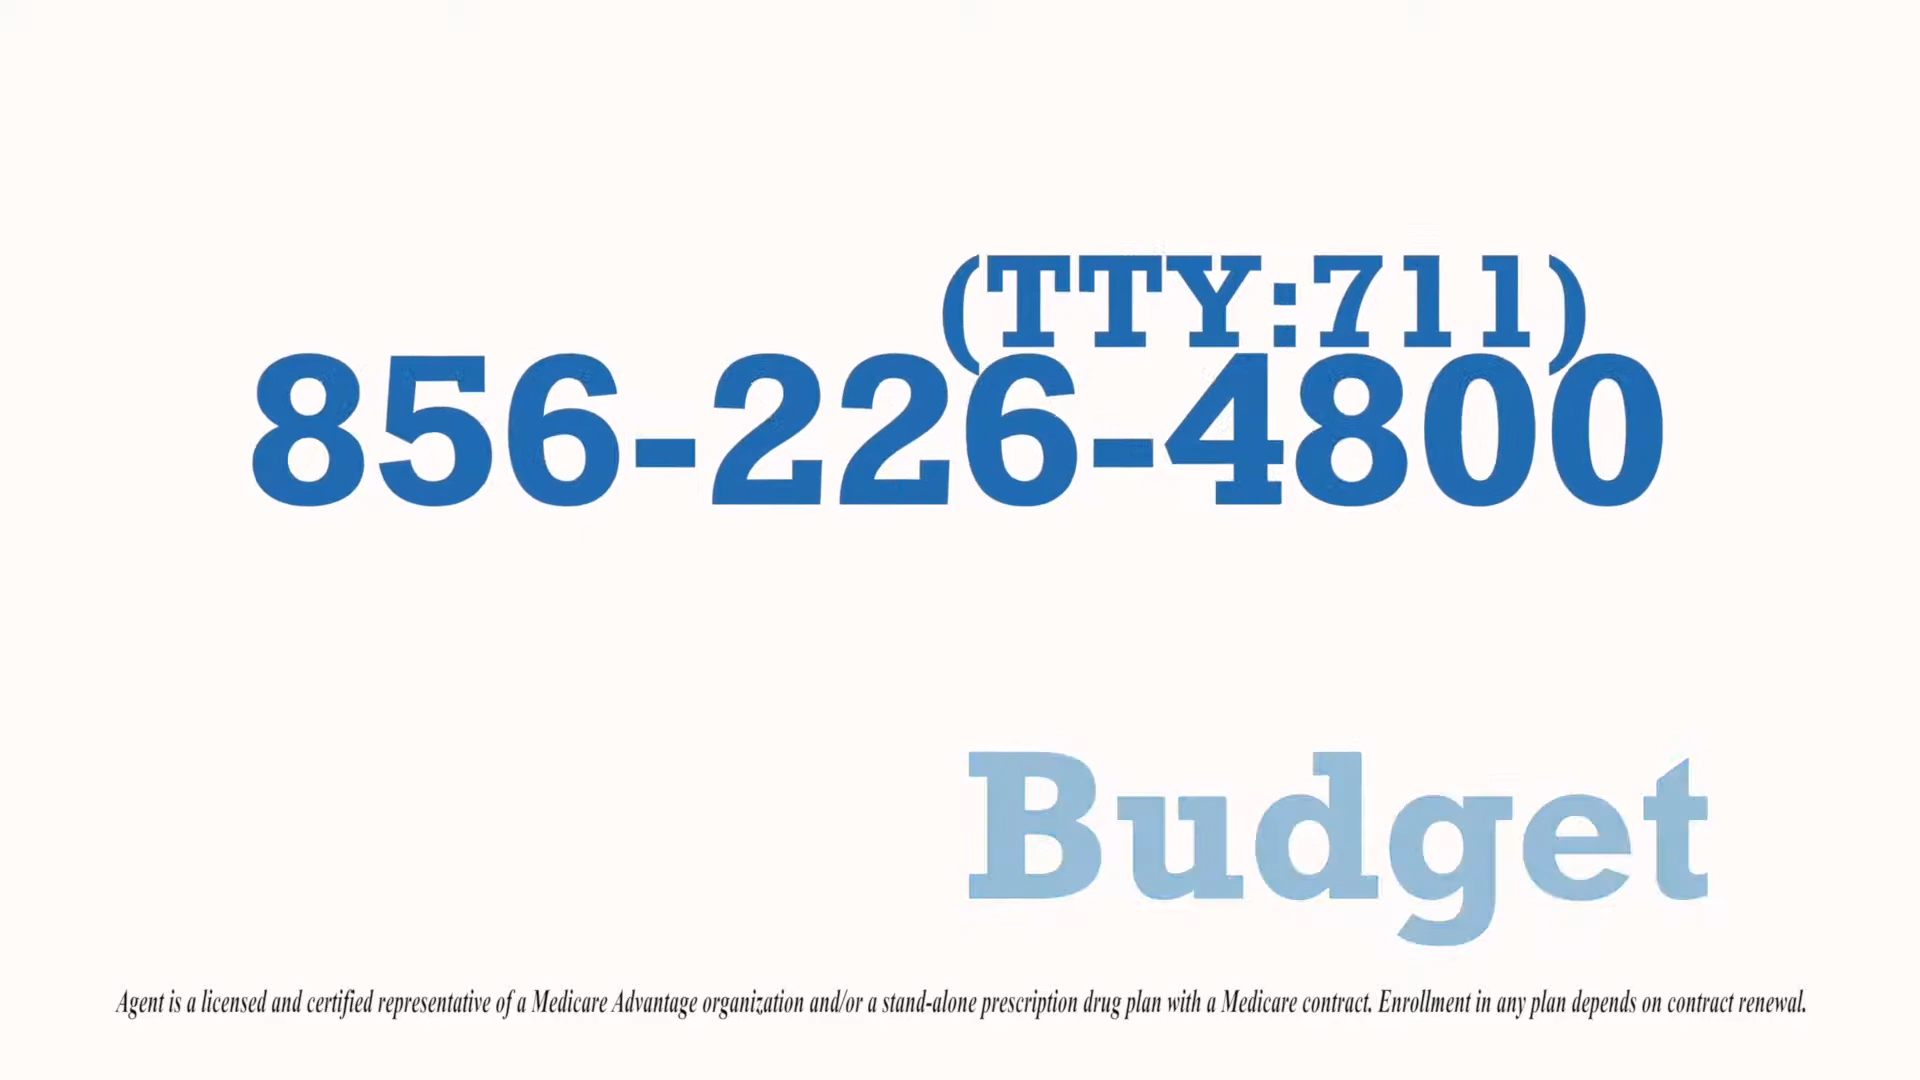 (TTY:711)
856-226-4800
Budget
Agent is a licensed and certified representative of a Medicare Advantage organization and/or a stand-alone prescription drug plan with a Medicare contract. Enrollment in any plan depends on contract renewal.